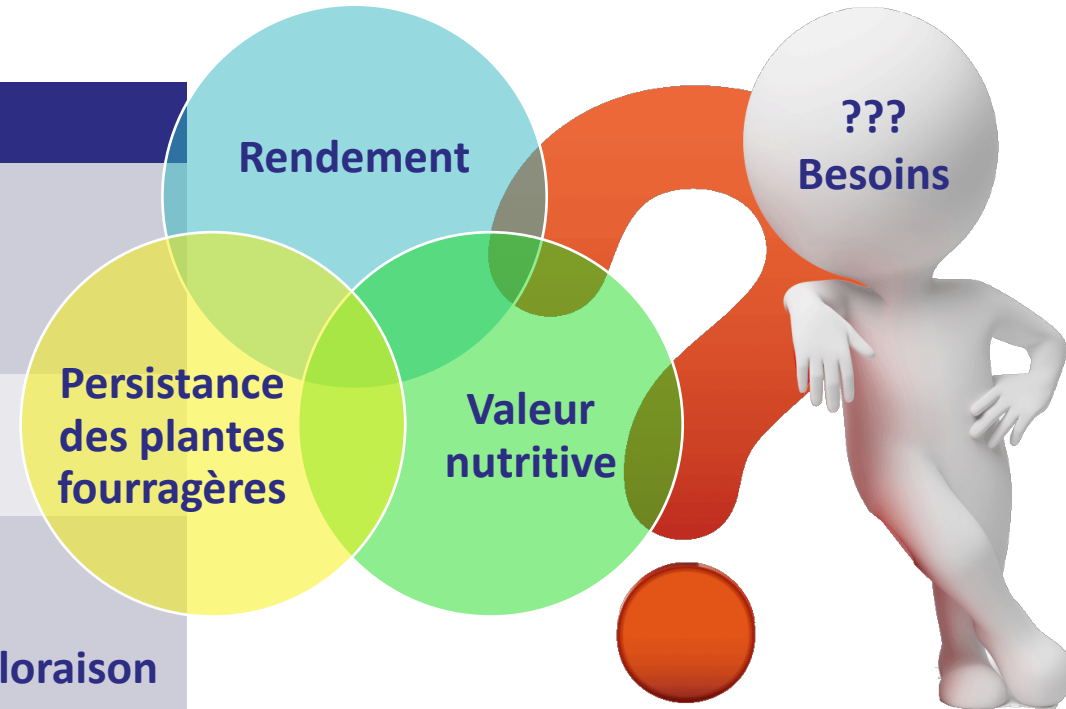 ???
Besoins
Rendement
Persistance
des plantes
fourragères
Valeur
nutritive
loraison